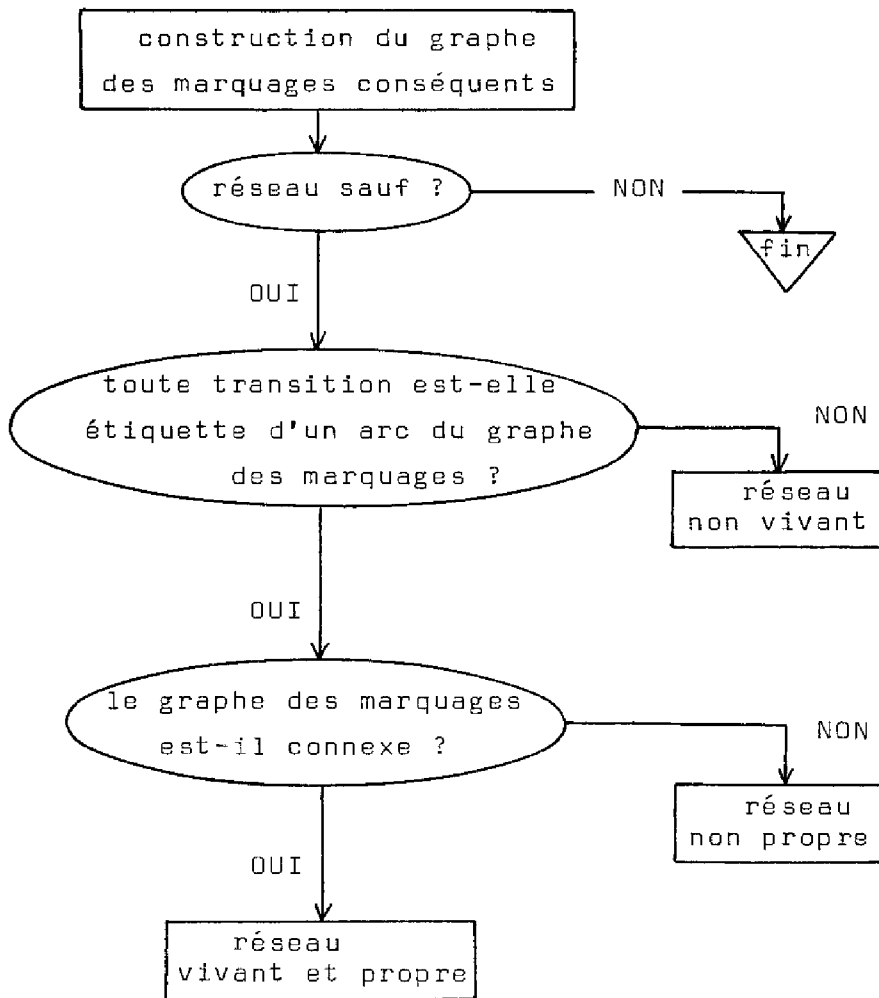 construction du graphe
des marquages conséquents
réseau sauf ?
NON
fin
OUI
toute transition est-elle
étiquette d'un arc du graphe
des marquages ?
NON
réseau
non vivant
OUI
le graphe des marquages
est-il connexe ?
NON
réseau
non propre
OUI
réseau
vivant et propre